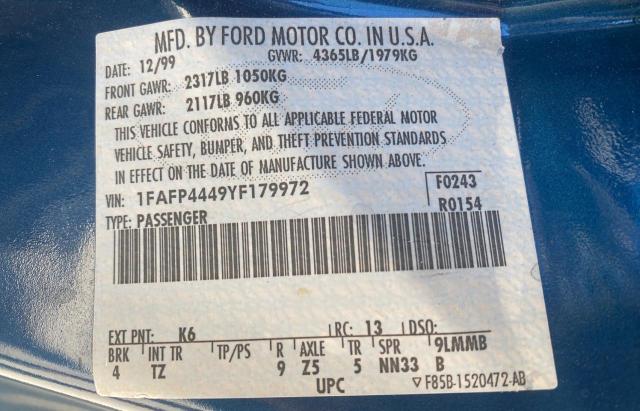 MFD. BY FORD MOTOR CO. IN U.S.A.
DATE: 12/99 GVWR: 4365LB/1979KG
FRONT GAWR: 2317LB 1050KG
REAR GAWR: 2117LB 960KG
THIS VEHICLE CONFORMS TO ALL APPLICABLE FEDERAL MOTOR
VEHICLE SAFETY, BUMPER, AND THEFT PREVENTION STANDARDS
IN EFFECT ON THE DATE OF MANUFACTURE SHOWN ABOVE.
VIN: 1FAFP4449YF179972 F0243
TYPE: PASSENGER R0154
EXT PNT: K6 RC: 13 DSO:
BRK INT TR TP/PS R AXLE TR SPR 9LMMB
4 TZ 9 Z5 5 NN33 B
UPC ▽ F85B-1520472-AB